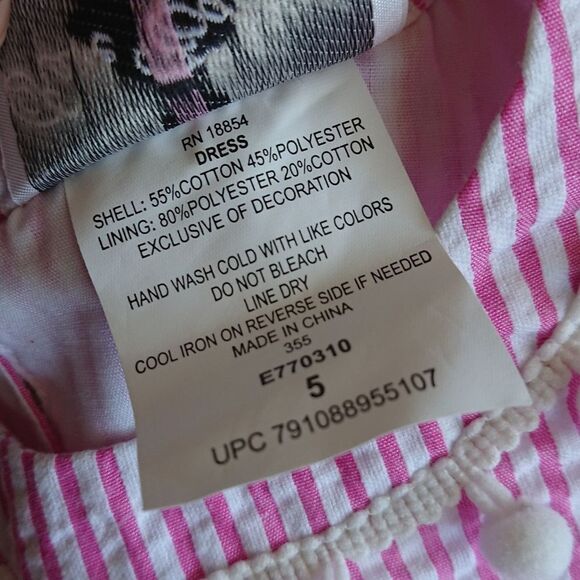 RN 18854
DRESS
SHELL: 55%COTTON 45%POLYESTER
LINING: 80%POLYESTER 20%COTTON
EXCLUSIVE OF DECORATION
HAND WASH COLD WITH LIKE COLORS
DO NOT BLEACH
LINE DRY
COOL IRON ON REVERSE SIDE IF NEEDED
MADE IN CHINA
355
E770310
5
UPC 791088955107